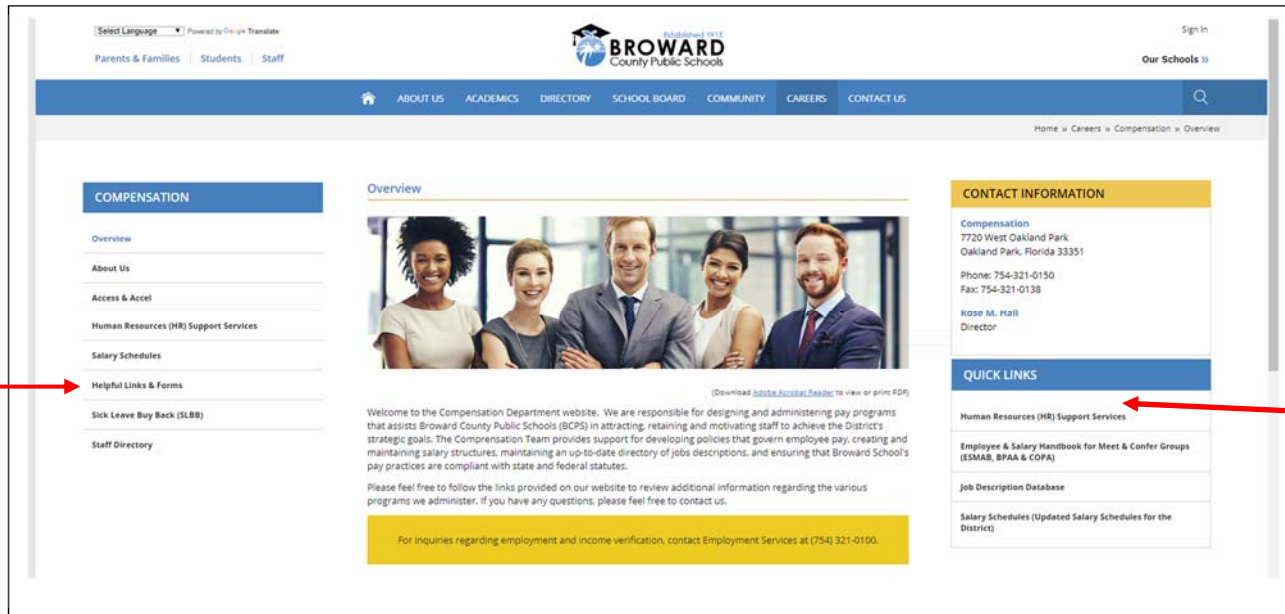 Select Language ▼ Powered by Google Translate
Parents & Families Students Staff
Established 1915
BROWARD
County Public Schools
Sign In
Our Schools »
ABOUT US ACADEMICS DIRECTORY SCHOOL BOARD COMMUNITY CAREERS CONTACT US
Home » Careers » Compensation » Overview
COMPENSATION
Overview
About Us
Access & Accel
Human Resources (HR) Support Services
Salary Schedules
Helpful Links & Forms
Sick Leave Buy Back (SLBB)
Staff Directory
Overview
(Download Adobe Acrobat Reader to view or print PDF)
Welcome to the Compensation Department website. We are responsible for designing and administering pay programs
that assists Broward County Public Schools (BCPS) in attracting, retaining and motivating staff to achieve the District's
strategic goals. The Compensation Team provides support for developing policies that govern employee pay, creating and
maintaining salary structures, maintaining an up-to-date directory of jobs descriptions, and ensuring that Broward School's
pay practices are compliant with state and federal statutes.
Please feel free to follow the links provided on our website to review additional information regarding the various
programs we administer. If you have any questions, please feel free to contact us.
For inquiries regarding employment and income verification, contact Employment Services at (754) 321-0100.
CONTACT INFORMATION
Compensation
7720 West Oakland Park
Oakland Park, Florida 33351
Phone: 754-321-0150
Fax: 754-321-0138
Rose M. Hall
Director
QUICK LINKS
Human Resources (HR) Support Services
Employee & Salary Handbook for Meet & Confer Groups
(ESMAB, BPAA & COPA)
Job Description Database
Salary Schedules (Updated Salary Schedules for the
District)